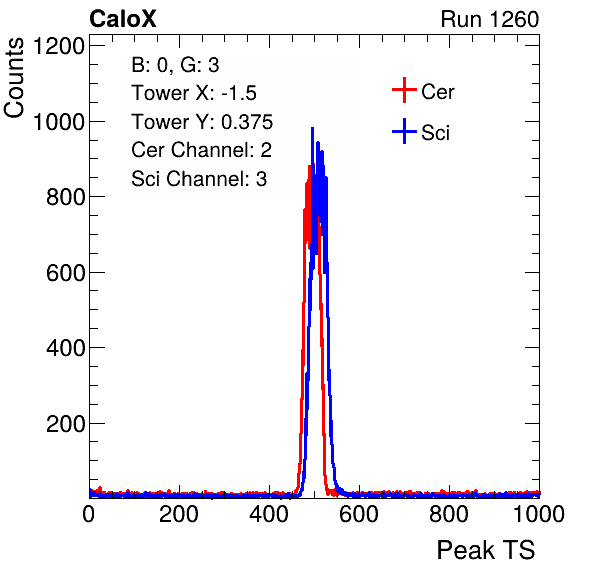 CaloX Run 1260
Counts
1200
1000
800
600
400
200
B: 0, G: 3
Tower X: -1.5
Tower Y: 0.375
Cer Channel: 2
Sci Channel: 3
Cer
Sci
0 200 400 600 800 1000
Peak TS